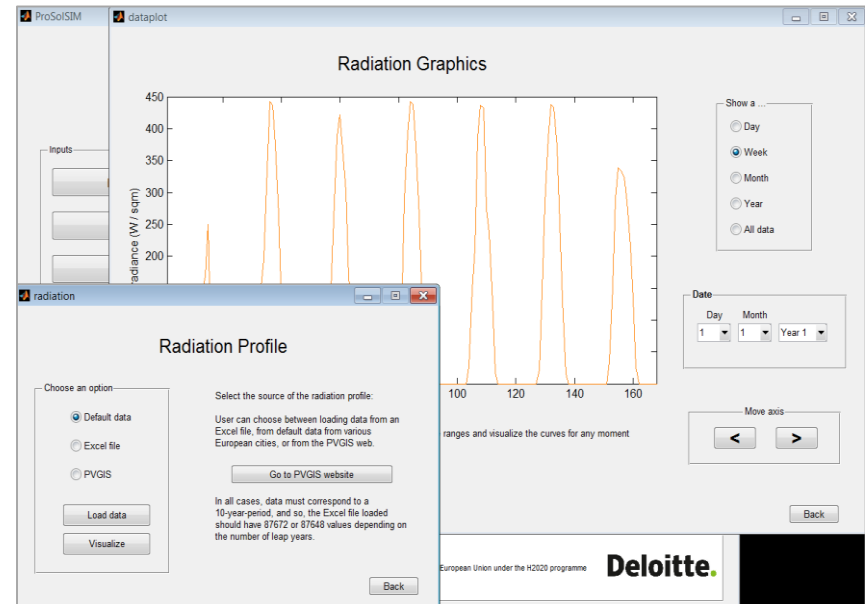 ProSolSIM
dataplot
Radiation Graphics
450
400
350
300
250
200
(W / sqm)
100
120
140
160
Inputs
Show a ...
Day
Week
Month
Year
All data
Date
Day Month
1 1 Year 1
Move axis
< >
ranges and visualize the curves for any moment
Back
radiation
Radiation Profile
Choose an option
Default data
Excel file
PVGIS
Load data
Visualize
Select the source of the radiation profile:
User can choose between loading data from an
Excel file, from default data from various
European cities, or from the PVGIS web.
Go to PVGIS website
In all cases, data must correspond to a
10-year-period, and so, the Excel file loaded
should have 87672 or 87648 values depending on
the number of leap years.
Back
European Union under the H2020 programme
Deloitte.